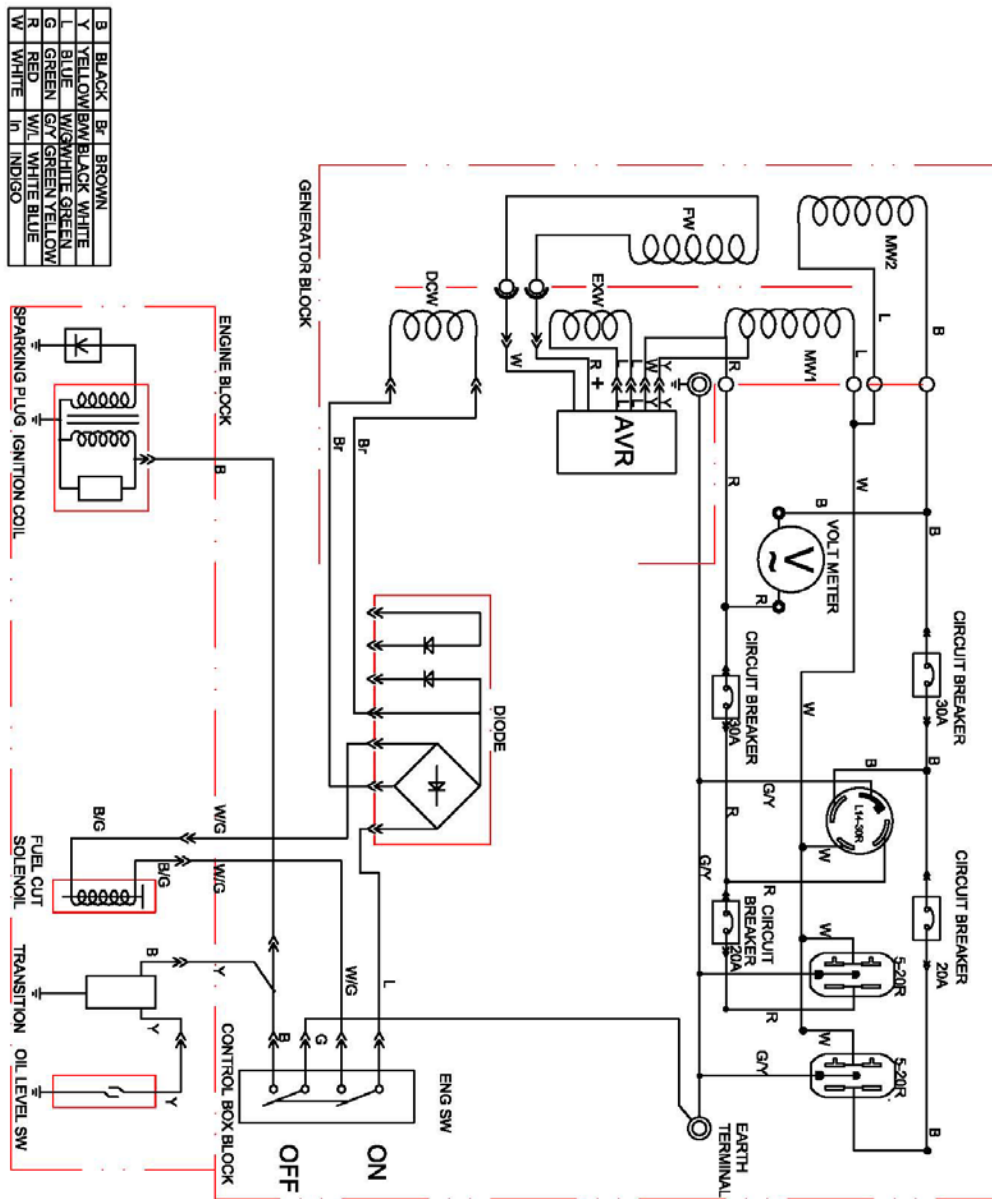 B BLACK Br BROWN
Y YELLOW B/W BLACK WHITE
L BLUE W/G WHITE GREEN
G GREEN G/Y GREEN YELLOW
R RED W/L WHITE BLUE
W WHITE In INDIGO
GENERATOR BLOCK
MW2
FW
EXW
DCW
MW1
L
B
L
R
W
R
+
L
L
W
Y
L
L
Y
Y
AVR
Br
Br
R
W
B
B
VOLT METER
V
~
R
CIRCUIT BREAKER
30A
CIRCUIT BREAKER
30A
W
B
B
L14-30R
W
G/Y
R
G/Y
CIRCUIT BREAKER
20A
R CIRCUIT
BREAKER
20A
W
5-20R
R
W
5-20R
G/Y
B
EARTH
TERMINAL
DIODE
ENGINE BLOCK
SPARKING PLUG
IGNITION COIL
B
FUEL CUT
SOLENOIL
B/G
W/G
B/G
W/G
TRANSITION
B
Y
Y
OIL LEVEL SW
Y
CONTROL BOX BLOCK
B
G
W/G
L
ENG SW
ON
OFF